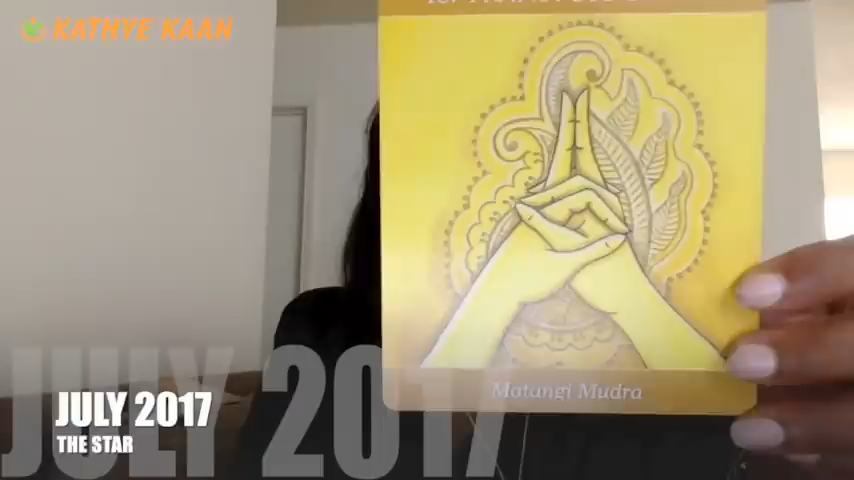 KATHYE KAAN
Matangi Mudra
JULY 2017
JULY 2017
THE STAR